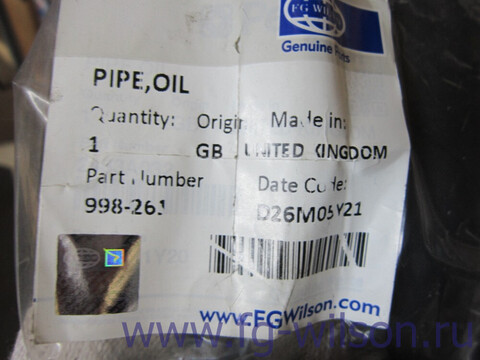 FG WILSON
Genuine Parts
PIPE,OIL
Quantity: Origin Made in:
1 GB UNITED KINGDOM
Part Number Date Code:
998-261 D26M05Y21
www.FGWilson.com
www.fg-wilson.ru